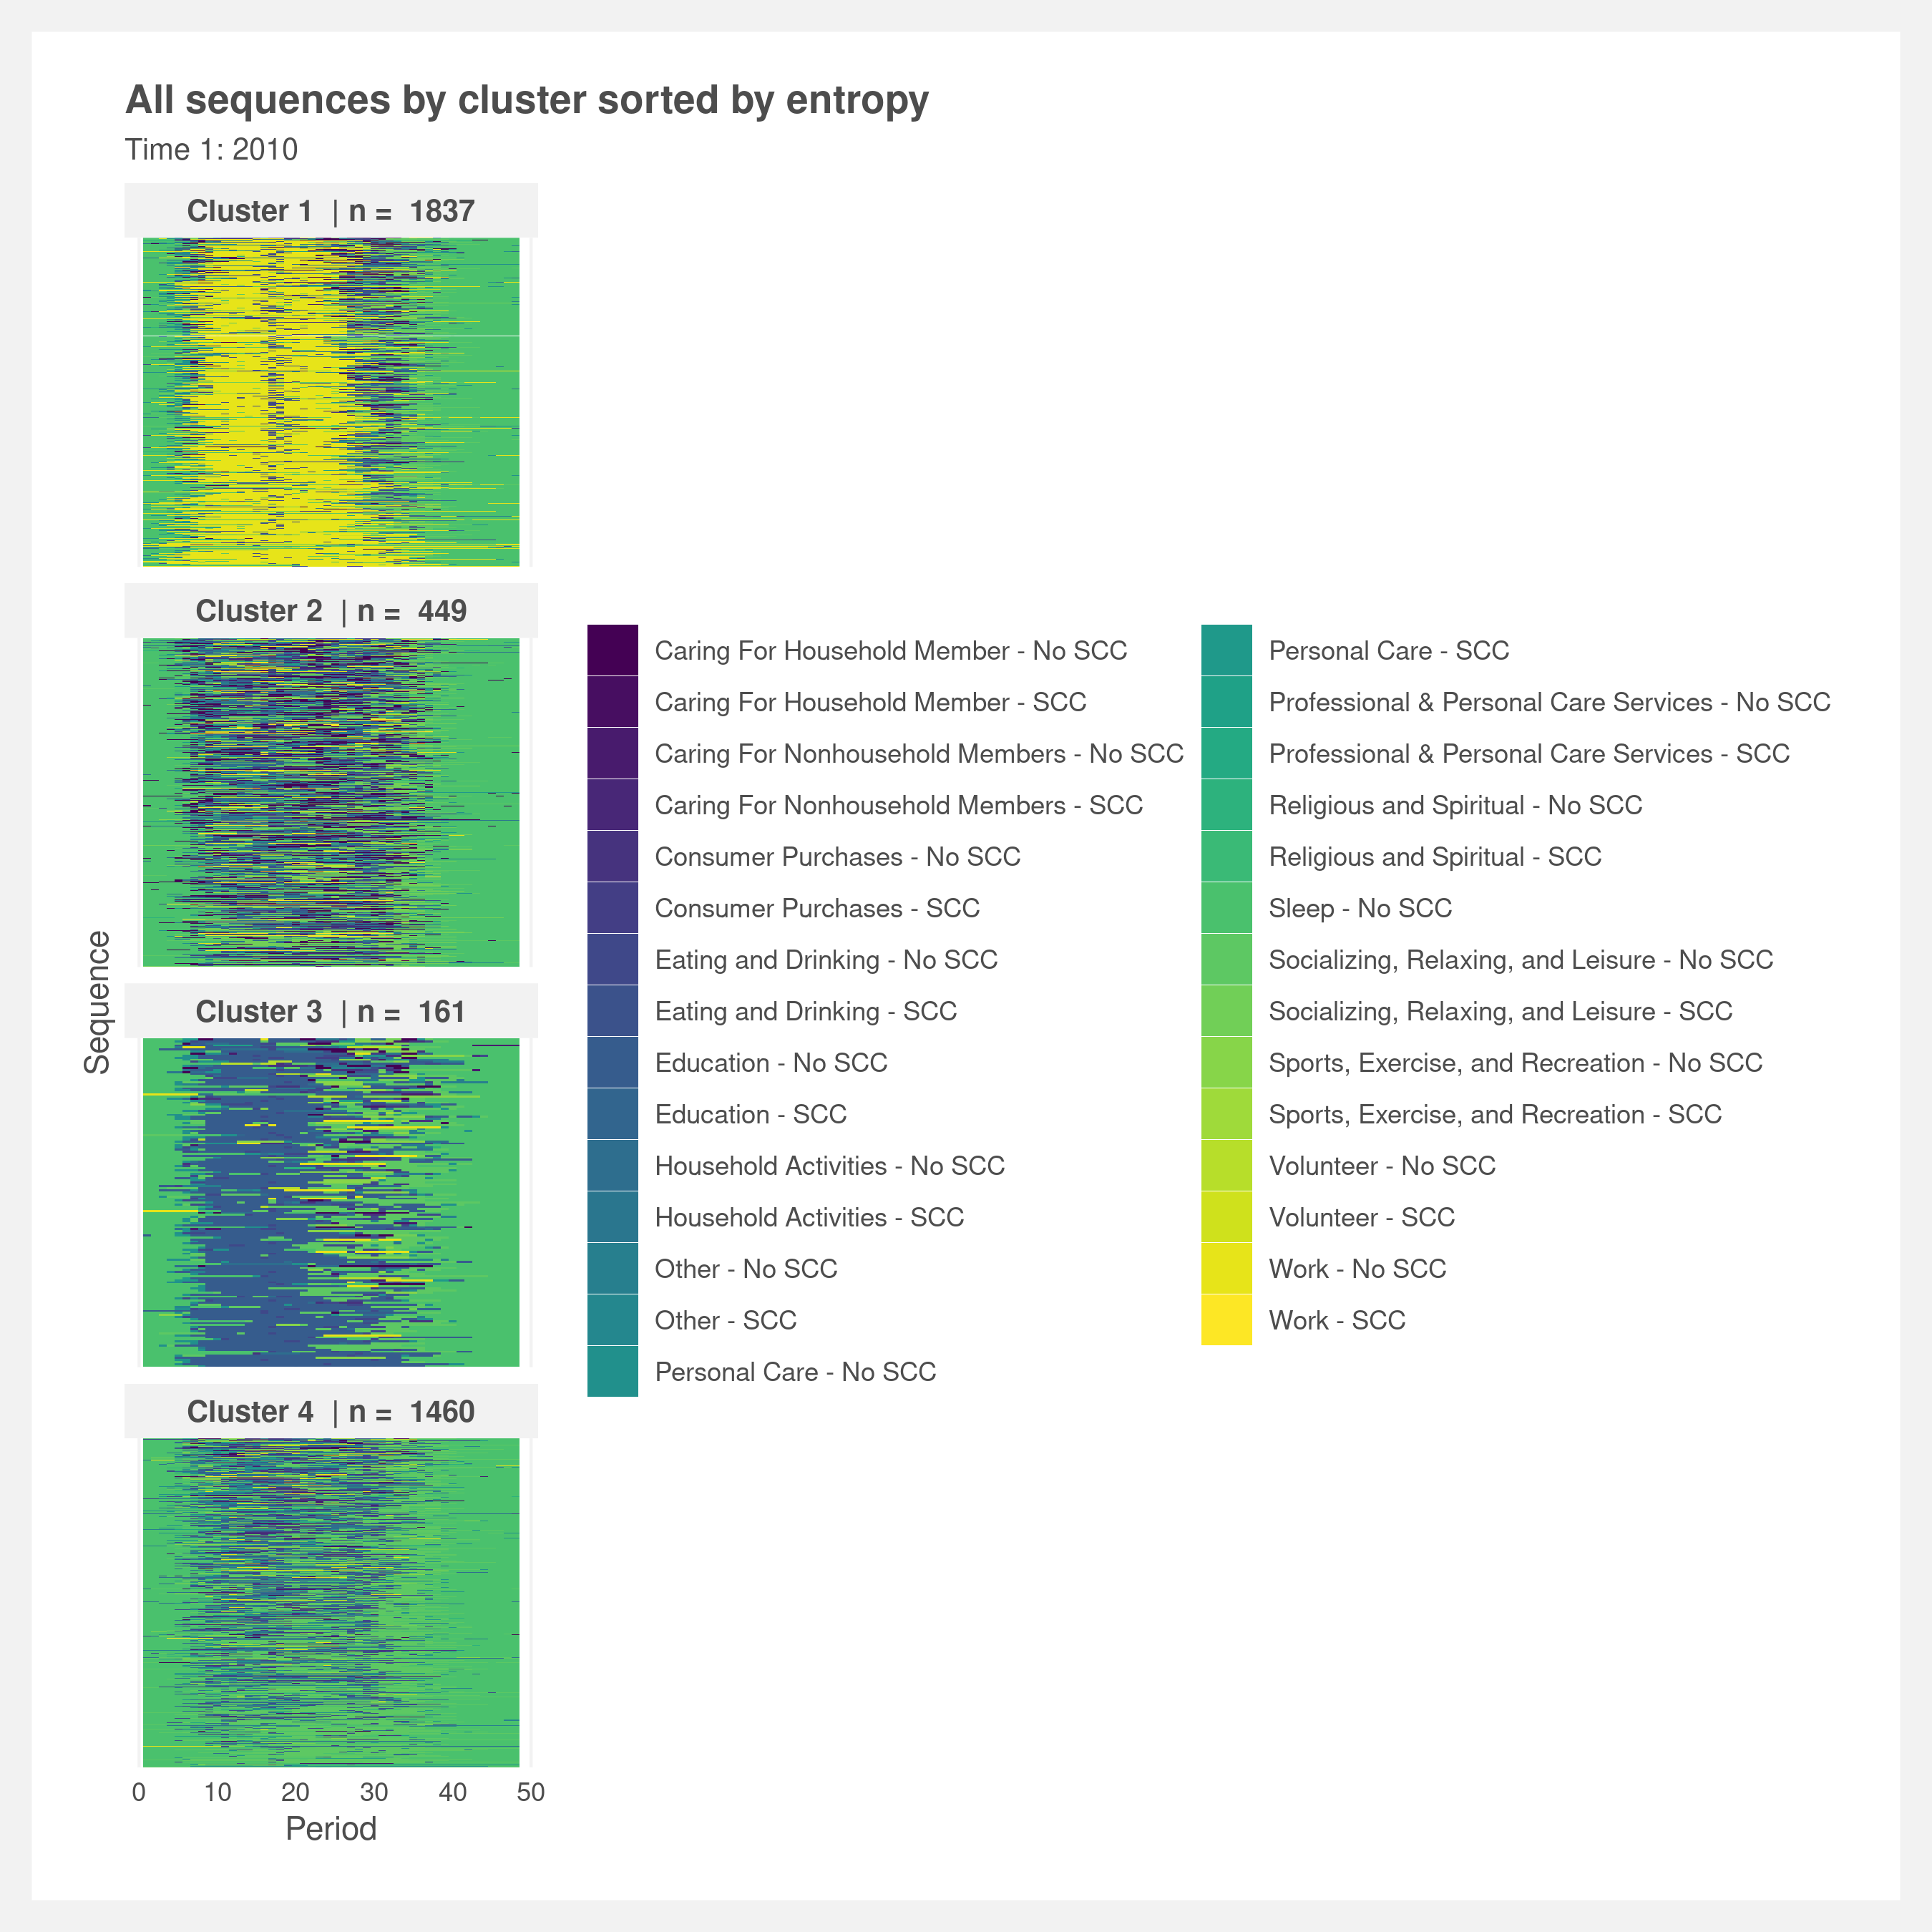 All sequences by cluster sorted by entropy
Time 1: 2010
Cluster 1 | n = 1837
Cluster 2 | n = 449
Cluster 3 | n = 161
Cluster 4 | n = 1460
Sequence
0 10 20 30 40 50
Period
Caring For Household Member - No SCC
Caring For Household Member - SCC
Caring For Nonhousehold Members - No SCC
Caring For Nonhousehold Members - SCC
Consumer Purchases - No SCC
Consumer Purchases - SCC
Eating and Drinking - No SCC
Eating and Drinking - SCC
Education - No SCC
Education - SCC
Household Activities - No SCC
Household Activities - SCC
Other - No SCC
Other - SCC
Personal Care - No SCC
Personal Care - SCC
Professional & Personal Care Services - No SCC
Professional & Personal Care Services - SCC
Religious and Spiritual - No SCC
Religious and Spiritual - SCC
Sleep - No SCC
Socializing, Relaxing, and Leisure - No SCC
Socializing, Relaxing, and Leisure - SCC
Sports, Exercise, and Recreation - No SCC
Sports, Exercise, and Recreation - SCC
Volunteer - No SCC
Volunteer - SCC
Work - No SCC
Work - SCC